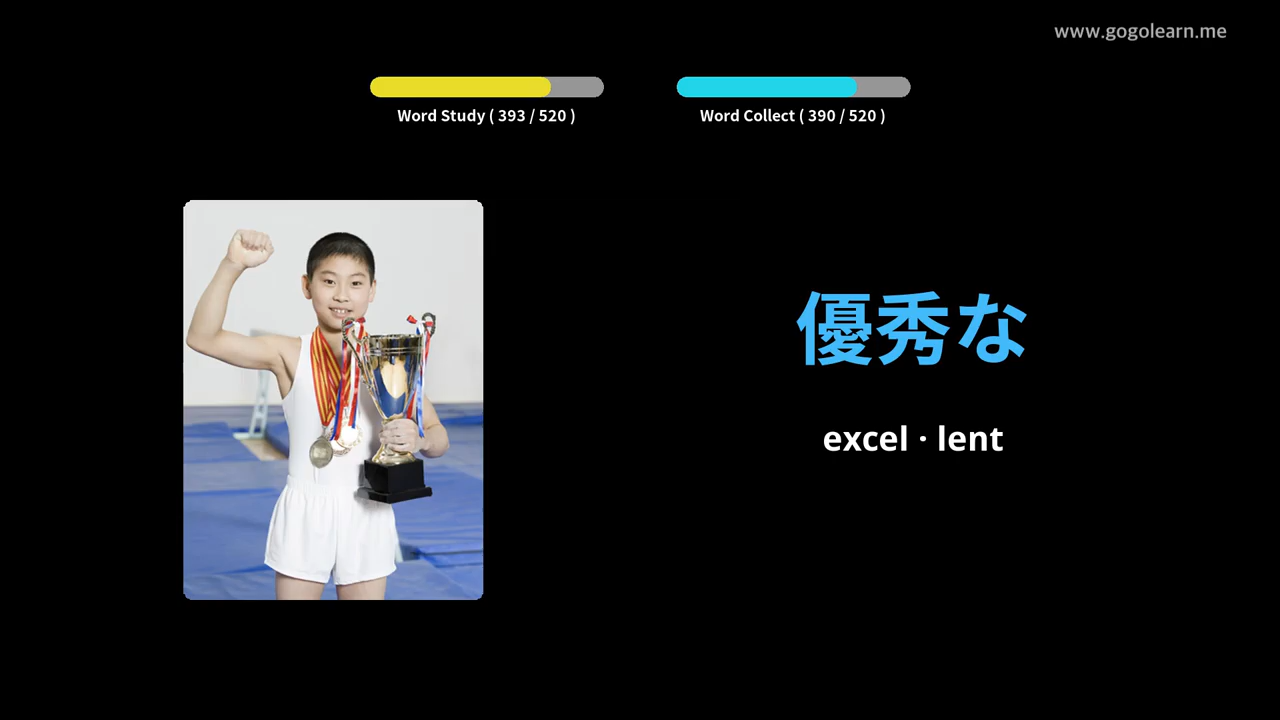 www.gogolearn.me
Word Study ( 393 / 520 )
Word Collect ( 390 / 520 )
優秀な
excel · lent